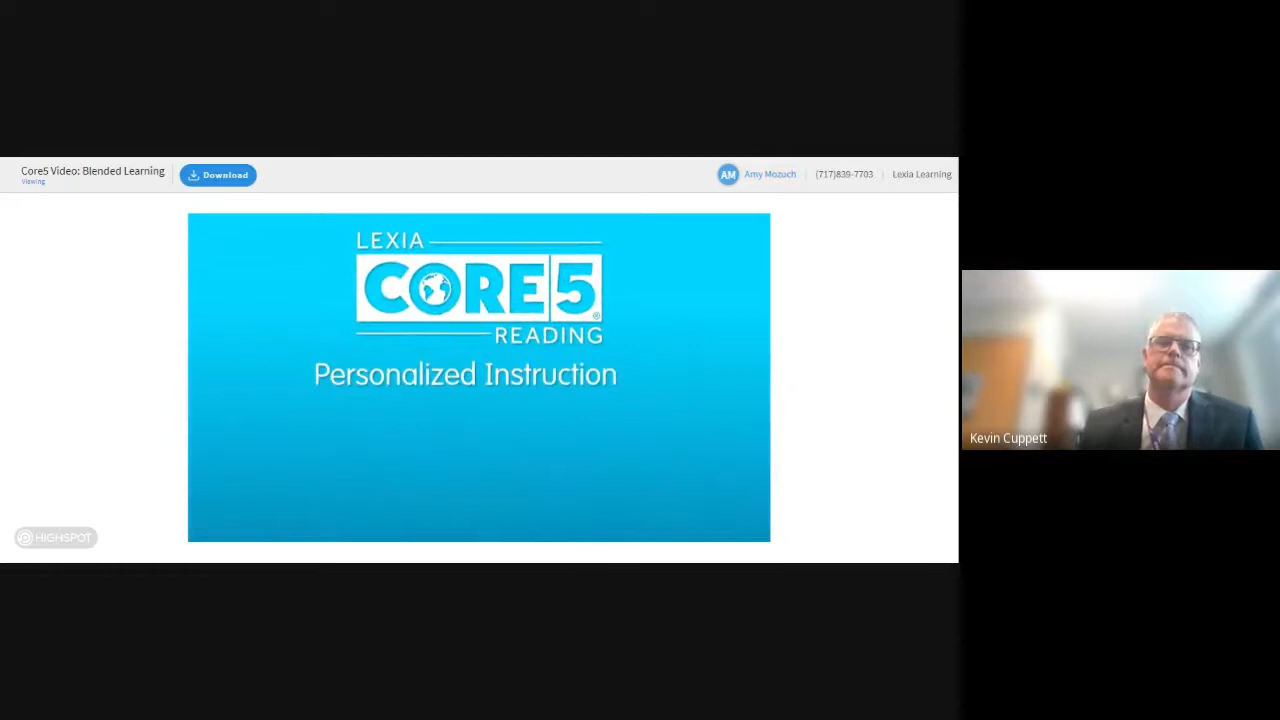 Core5 Video: Blended Learning
Viewing
Download
AM
Amy Mozuch
(717)839-7703
Lexia Learning
LEXIA
CORE5®
READING
Personalized Instruction
HIGHSPOT
Kevin Cuppett